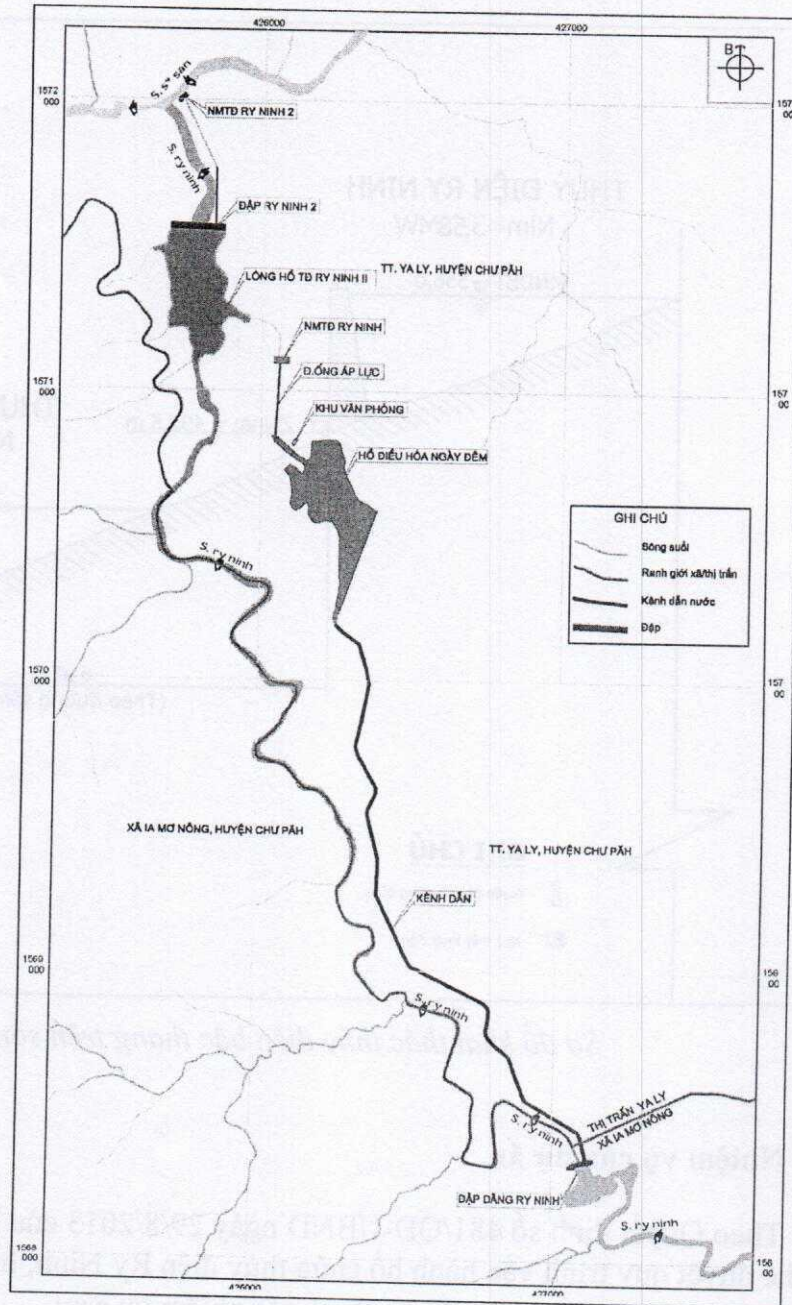 426000
427000
B
1572
000
S. sê san
NMTĐ RY NINH 2
S. ry ninh
ĐẬP RY NINH 2
TT. YA LY, HUYỆN CHƯ PĂH
LÒNG HỒ TĐ RY NINH II
NMTĐ RY NINH
1571
000
Đ.ỐNG ÁP LỰC
KHU VĂN PHÒNG
HỒ ĐIỀU HÒA NGÀY ĐÊM
GHI CHÚ
Sông suối
Ranh giới xã/thị trấn
Kênh dẫn nước
Đập
S. ry ninh
1570
000
XÃ IA MƠ NÔNG, HUYỆN CHƯ PĂH
TT. YA LY, HUYỆN CHƯ PĂH
KÊNH DẪN
1569
000
S. ry ninh
S. ry ninh
THỊ TRẤN YA LY
XÃ IA MƠ NÔNG
ĐẬP DÂNG RY NINH
S. ry ninh
1568
000
426000
427000